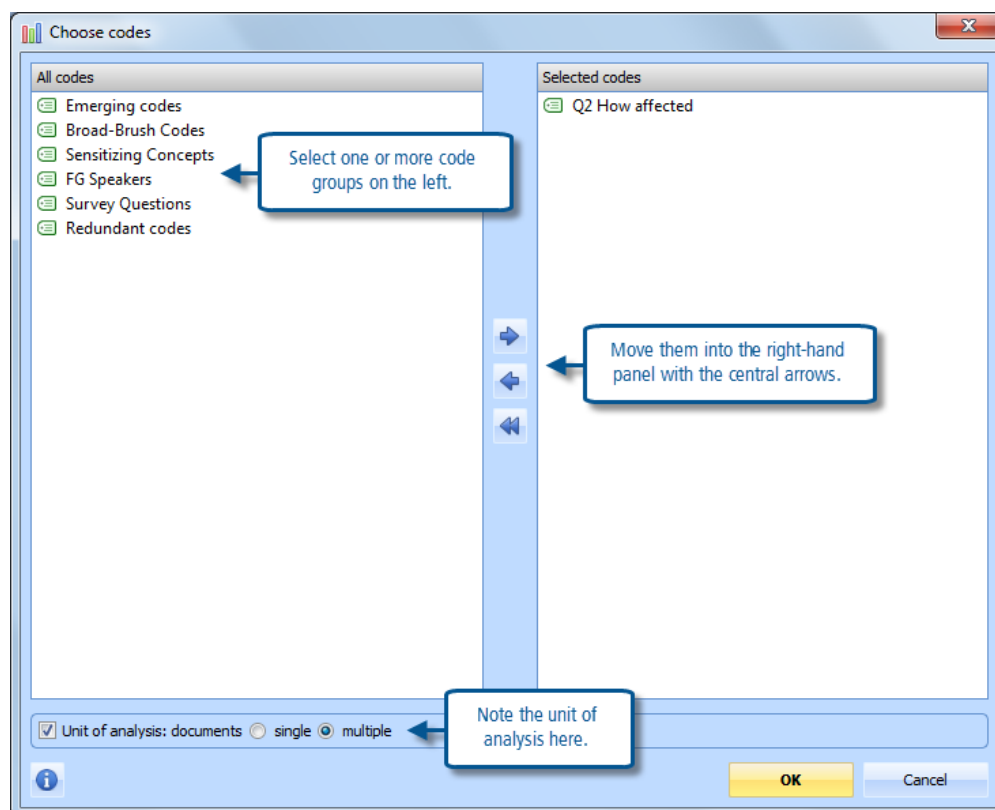 Choose codes
x
All codes
Emerging codes
Broad-Brush Codes
Sensitizing Concepts
FG Speakers
Survey Questions
Redundant codes
Select one or more code
groups on the left.
Selected codes
Q2 How affected
Move them into the right-hand
panel with the central arrows.
Unit of analysis: documents single multiple
Note the unit of
analysis here.
i
OK Cancel